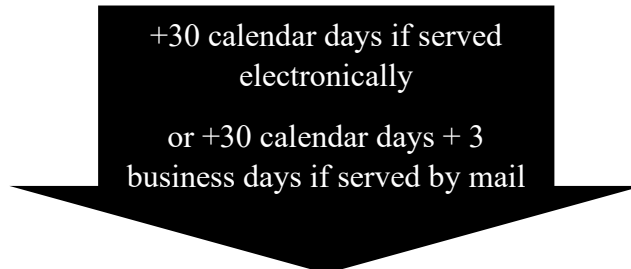 +30 calendar days if served
electronically
or +30 calendar days + 3
business days if served by mail